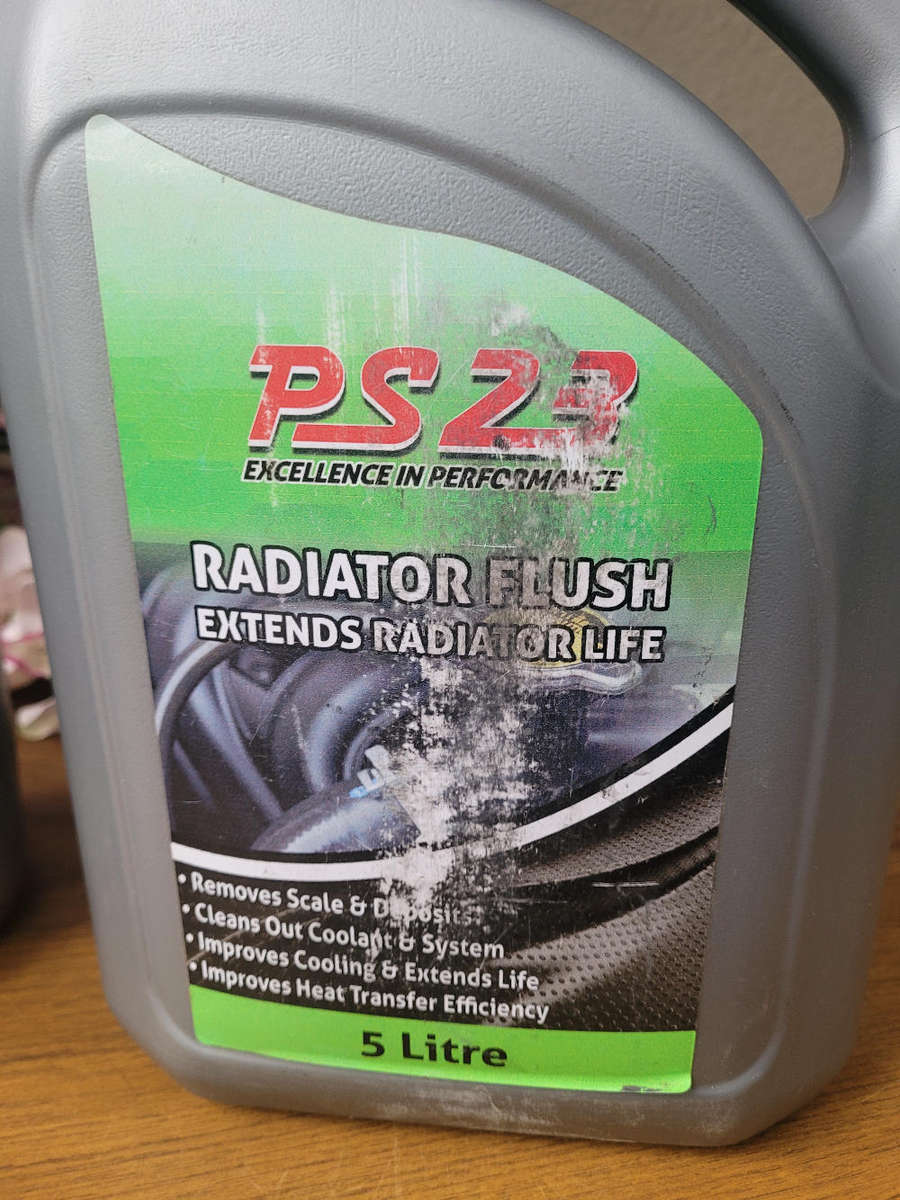 PS23
EXCELLENCE IN PERFORMANCE
RADIATOR FLUSH
EXTENDS RADIATOR LIFE
• Removes Scale & Deposits
• Cleans Out Coolant & System
• Improves Cooling & Extends Life
• Improves Heat Transfer Efficiency
5 Litre